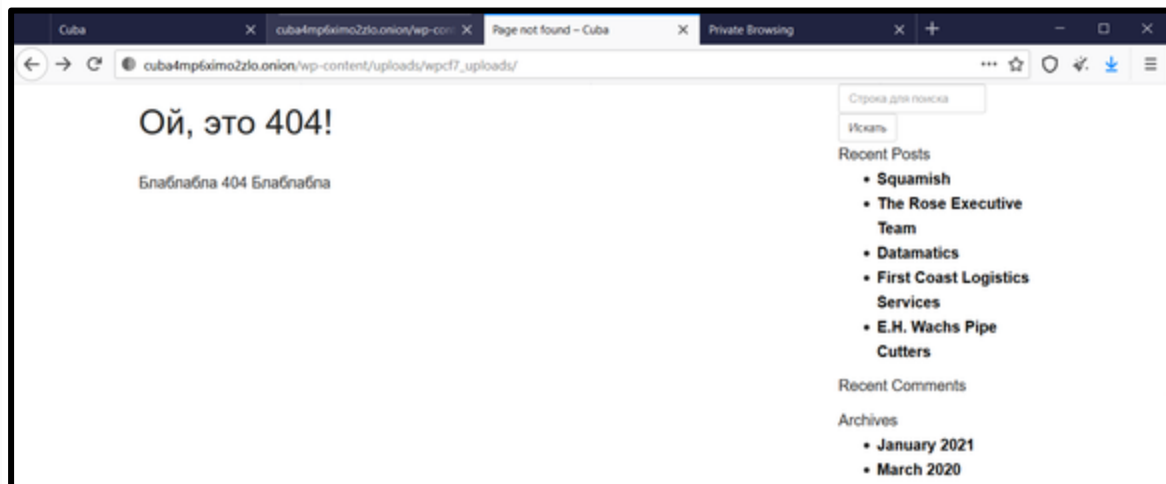 Cuba
cuba4mp6ximo2zlo.onion/wp-con
Page not found – Cuba
Private Browsing
cuba4mp6ximo2zlo.onion/wp-content/uploads/wpcf7_uploads/
Ой, это 404!
Блаблабла 404 Блаблабла
Строка для поиска
Искать
Recent Posts
• Squamish
• The Rose Executive
Team
• Datamatics
• First Coast Logistics
Services
• E.H. Wachs Pipe
Cutters
Recent Comments
Archives
• January 2021
• March 2020